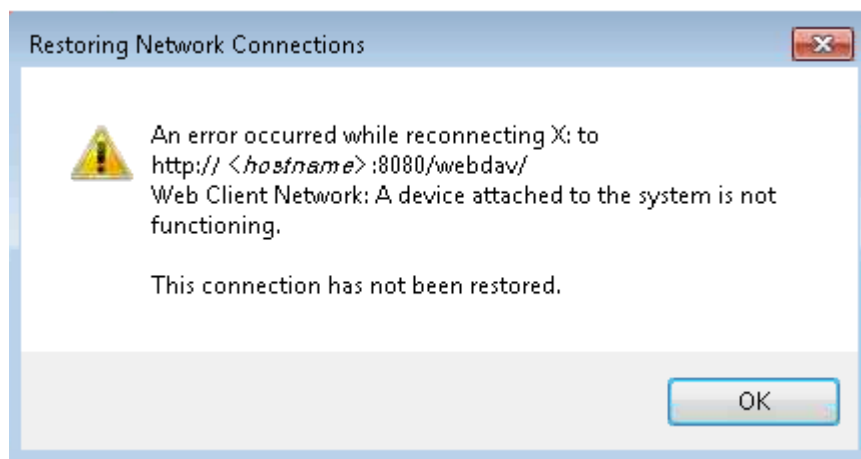 Restoring Network Connections
An error occurred while reconnecting X: to
http:// <hostname> :8080/webdav/
Web Client Network: A device attached to the system is not
functioning.
This connection has not been restored.
OK